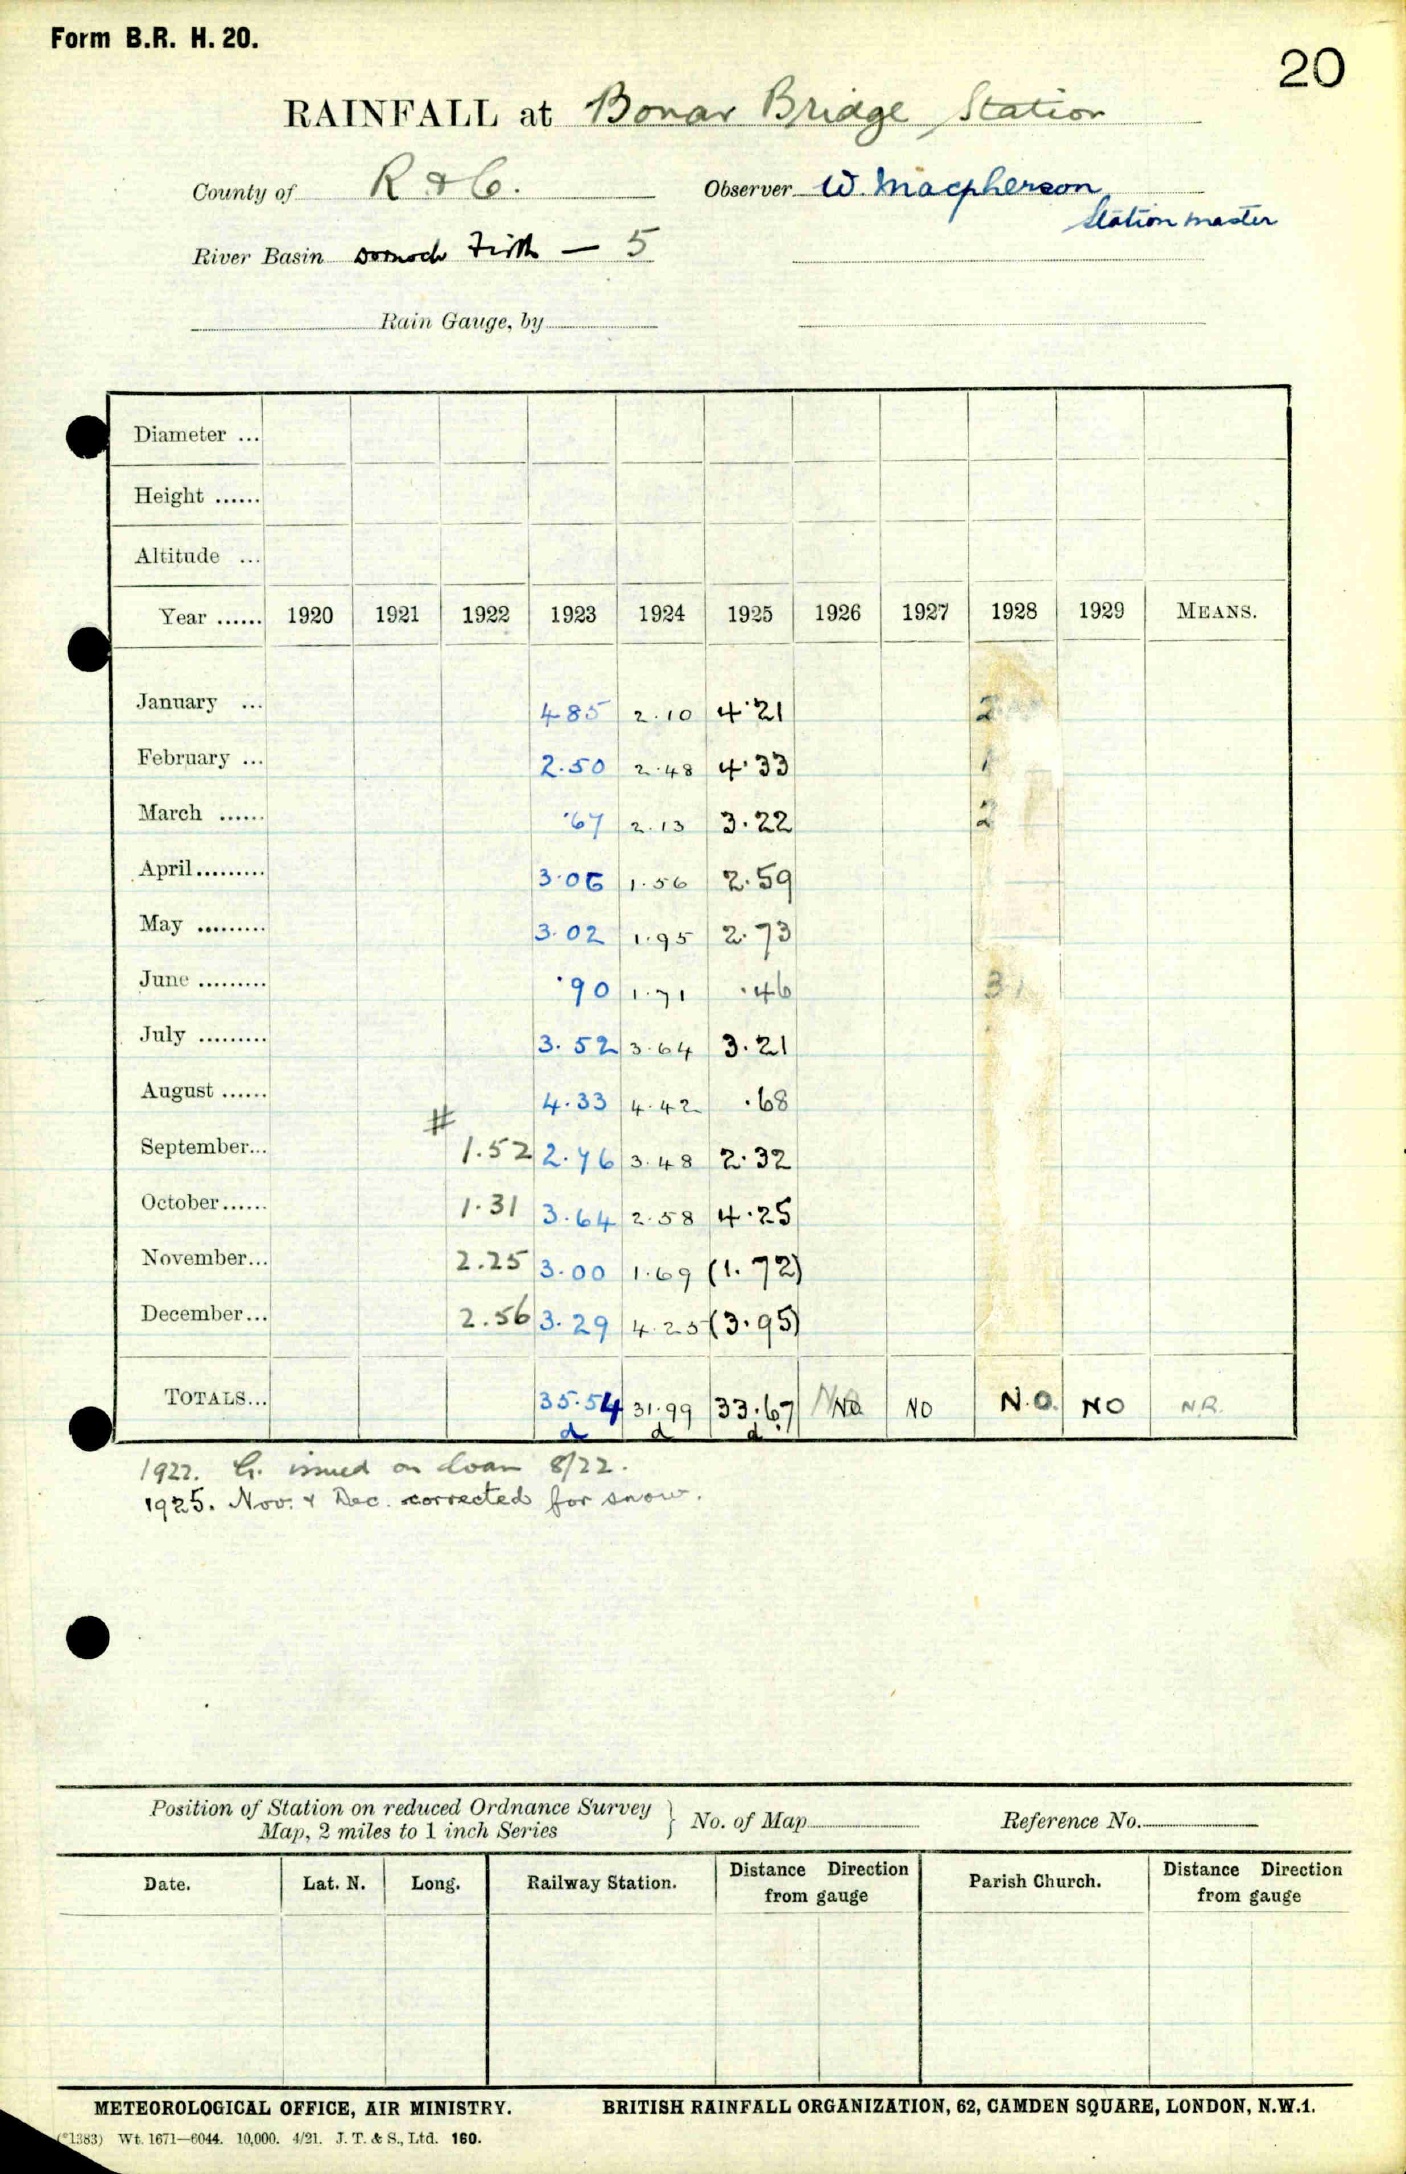 Form B.R. H. 20.
20
RAINFALL at Bonar Bridge Station
County of R & C. Observer W. Macpherson
Station master
River Basin Dornoch Firth — 5
Rain Gauge, by
Diameter ...
Height ......
Altitude ...
Year ...... 1920 1921 1922 1923 1924 1925 1926 1927 1928 1929 MEANS.
January ... 4.85 2.10 4.21 2
February ... 2.50 2.48 4.33 1
March ...... .67 2.13 3.22 2
April......... 3.06 1.56 2.59
May ......... 3.02 1.95 2.73
June ......... .90 1.71 .46 3
July ......... 3.52 3.64 3.21
August ...... 4.33 4.42 .68
#
September... 1.52 2.76 3.48 2.32
October...... 1.31 3.64 2.58 4.25
November... 2.25 3.00 1.69 (1.72)
December... 2.56 3.29 4.25 (3.95)
TOTALS... 35.54 31.99 33.67 NO NO N.O. NO N.R.
d d d
1922. G. issued on loan 8/22.
1925. Nov. & Dec. corrected for snow.
Position of Station on reduced Ordnance Survey
Map, 2 miles to 1 inch Series } No. of Map Reference No.
Date. Lat. N. Long. Railway Station. Distance Direction from gauge Parish Church. Distance Direction from gauge
METEOROLOGICAL OFFICE, AIR MINISTRY. BRITISH RAINFALL ORGANIZATION, 62, CAMDEN SQUARE, LONDON, N.W.1.
(*1383) Wt. 1671—6044. 10,000. 4/21. J. T. & S., Ltd. 160.